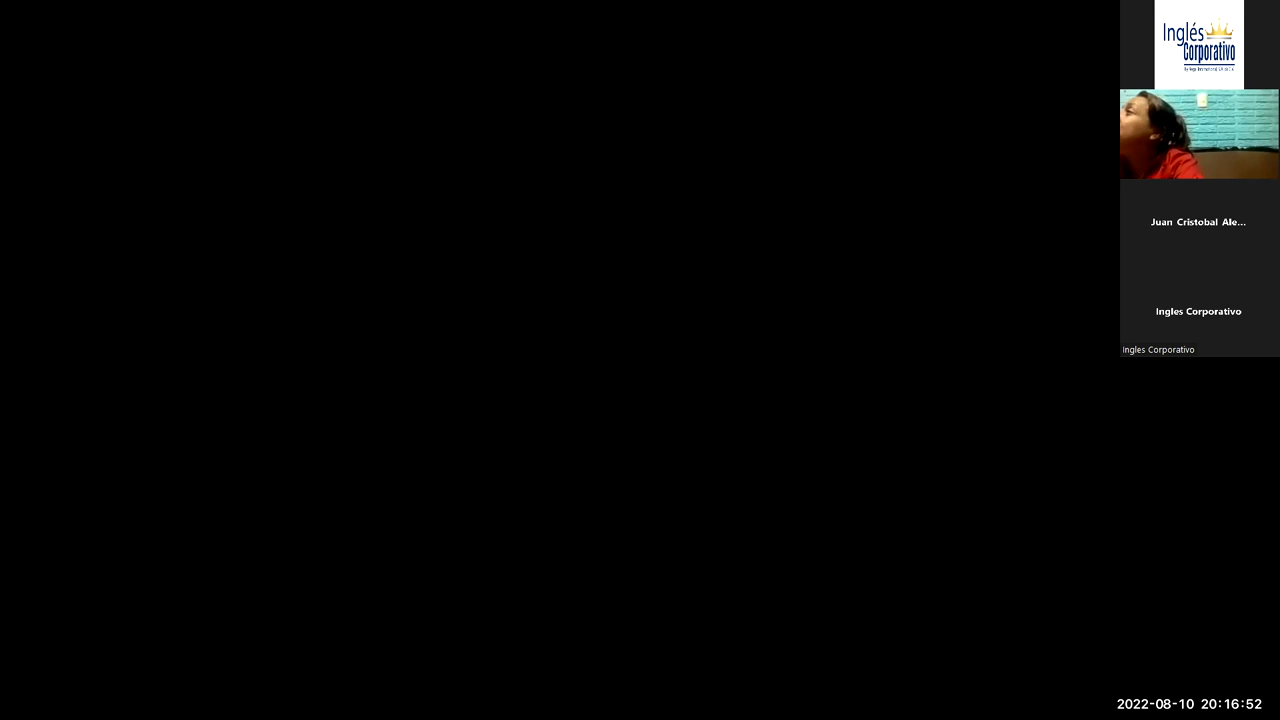 Inglés
Corporativo
Juan Cristobal Ale...
Ingles Corporativo
Ingles Corporativo
2022-08-10 20:16:52